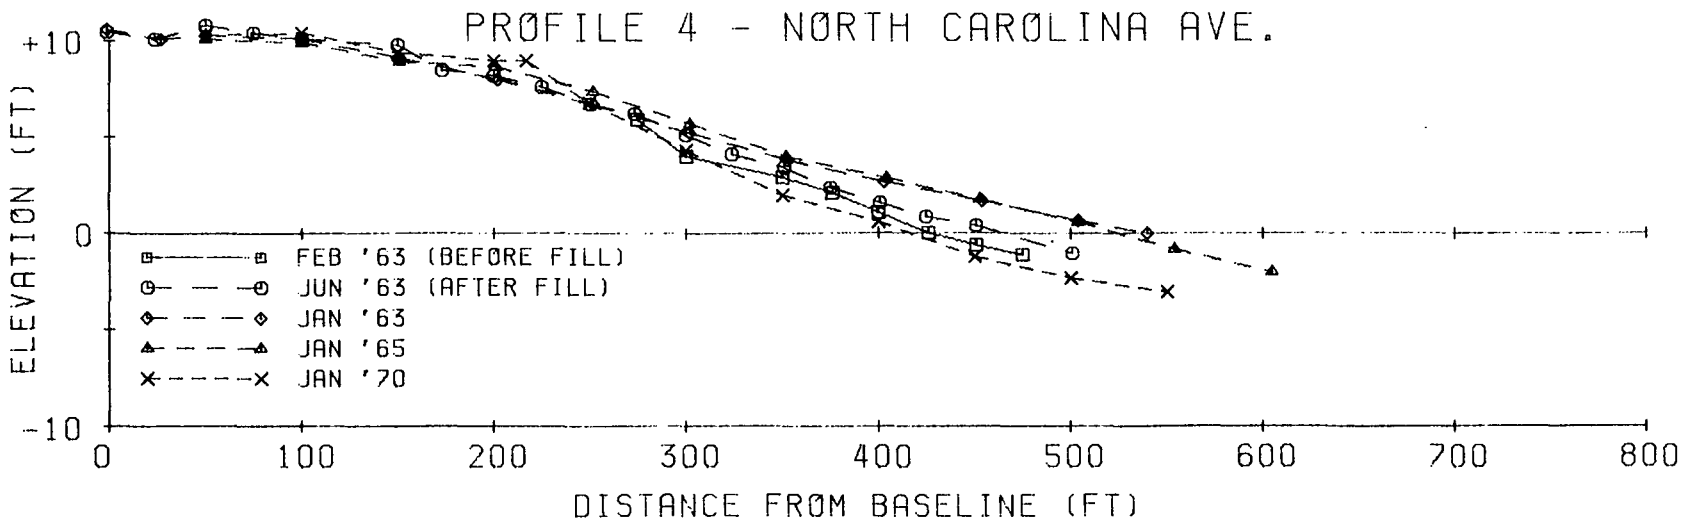 PROFILE 4 - NORTH CAROLINA AVE.
+10
0
-10
ELEVATION (FT)
FEB '63 (BEFORE FILL)
JUN '63 (AFTER FILL)
JAN '63
JAN '65
JAN '70
0 100 200 300 400 500 600 700 800
DISTANCE FROM BASELINE (FT)